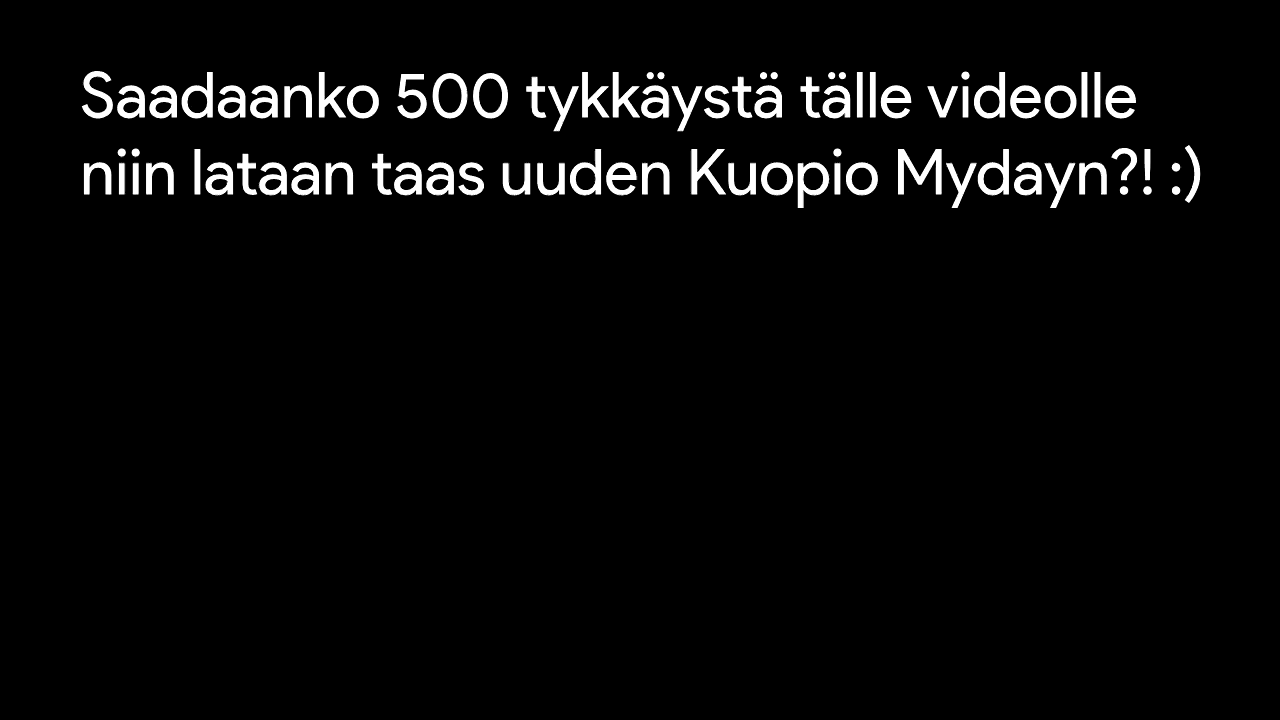 Saadaanko 500 tykkäystä tälle videolle
niin lataan taas uuden Kuopio Mydayn?! :)